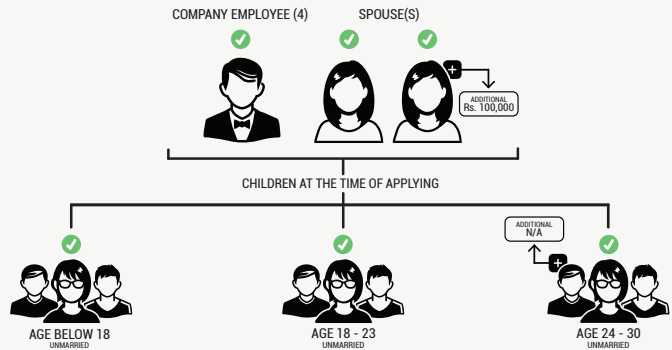 COMPANY EMPLOYEE (4)
SPOUSE(S)
ADDITIONAL
Rs. 100,000
CHILDREN AT THE TIME OF APPLYING
ADDITIONAL
N/A
AGE BELOW 18
UNMARRIED
AGE 18 - 23
UNMARRIED
AGE 24 - 30
UNMARRIED